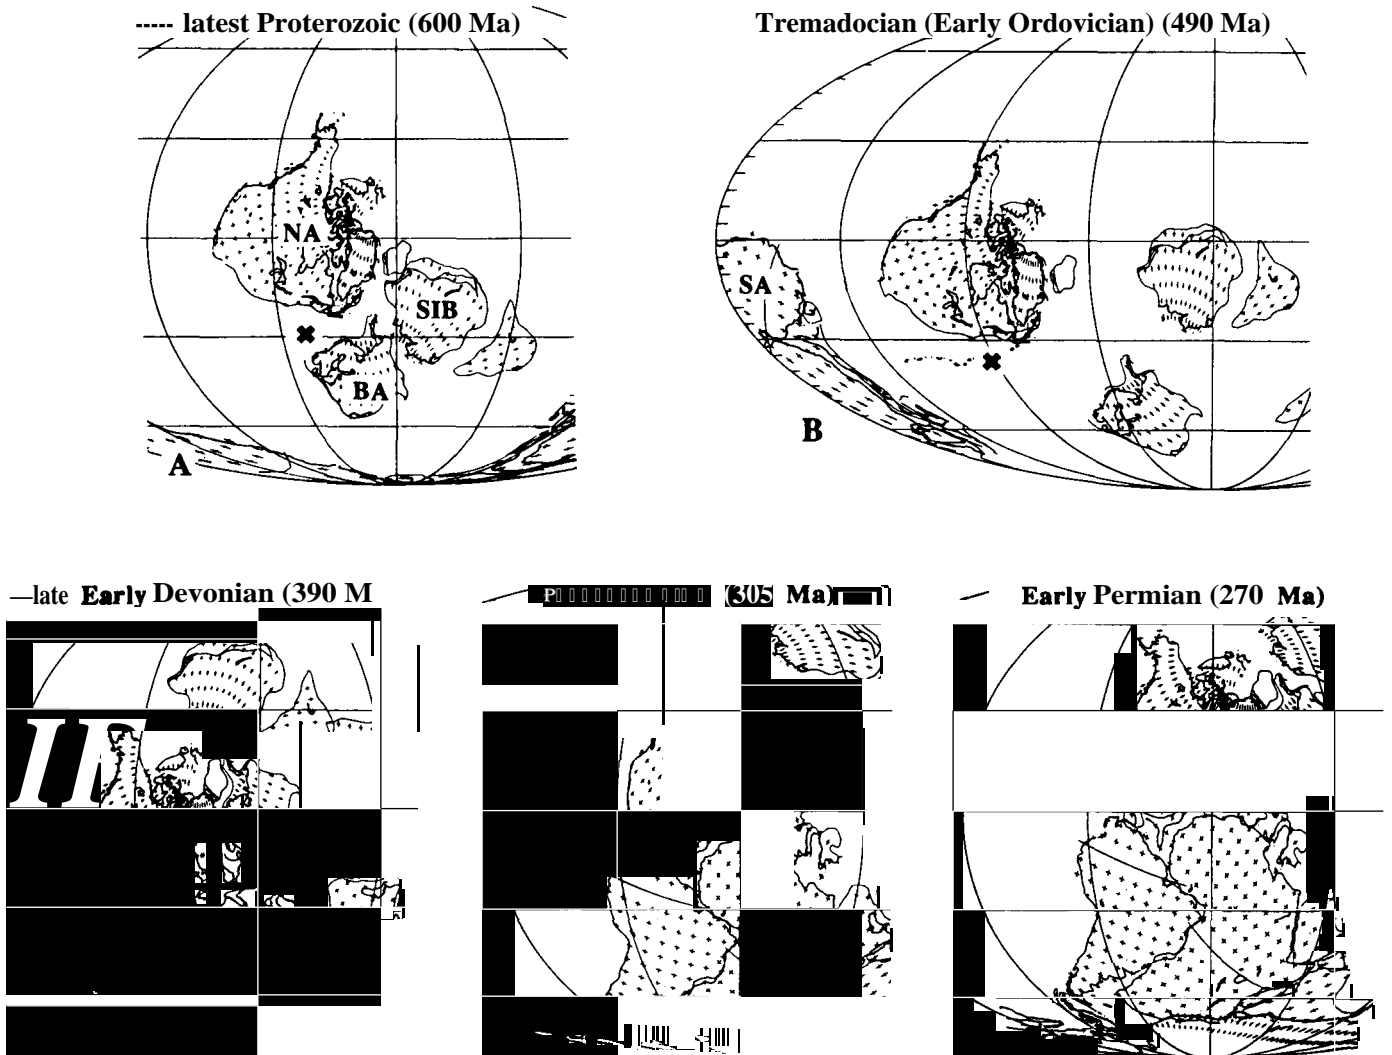 ----- latest Proterozoic (600 Ma)
Tremadocian (Early Ordovician) (490 Ma)
NA
SIB
BA
A
SA
B
—late Early Devonian (390 M
(305 Ma)
Early Permian (270 Ma)